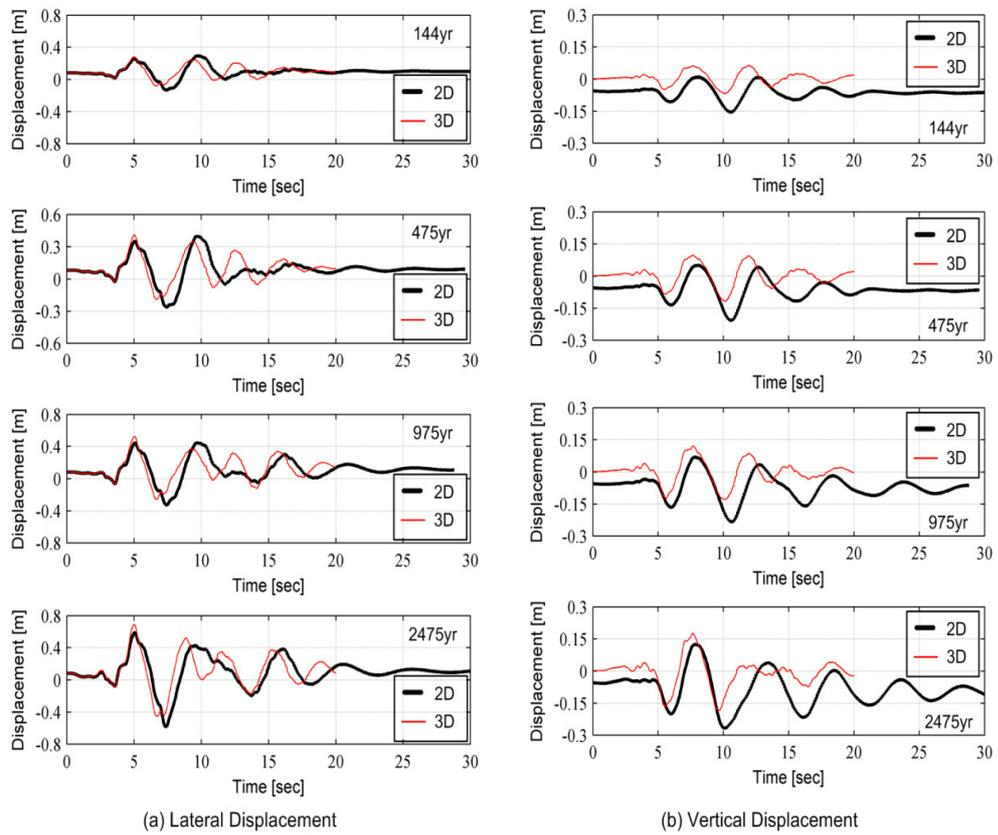 Displacement [m]
0.8
0.4
0
-0.4
-0.8
144yr
2D
3D
0 5 10 15 20 25 30
Time [sec]
Displacement [m]
0.6
0.3
0
-0.3
-0.6
475yr
2D
3D
0 5 10 15 20 25 30
Time [sec]
Displacement [m]
0.8
0.4
0
-0.4
-0.8
975yr
2D
3D
0 5 10 15 20 25 30
Time [sec]
Displacement [m]
0.8
0.4
0
-0.4
-0.8
2475yr
2D
3D
0 5 10 15 20 25 30
Time [sec]
(a) Lateral Displacement
Displacement [m]
0.3
0.15
0
-0.15
-0.3
2D
3D
144yr
0 5 10 15 20 25 30
Time [sec]
Displacement [m]
0.3
0.15
0
-0.15
-0.3
2D
3D
475yr
0 5 10 15 20 25 30
Time [sec]
Displacement [m]
0.3
0.15
0
-0.15
-0.3
2D
3D
975yr
0 5 10 15 20 25 30
Time [sec]
Displacement [m]
0.3
0.15
0
-0.15
-0.3
2D
3D
2475yr
0 5 10 15 20 25 30
Time [sec]
(b) Vertical Displacement